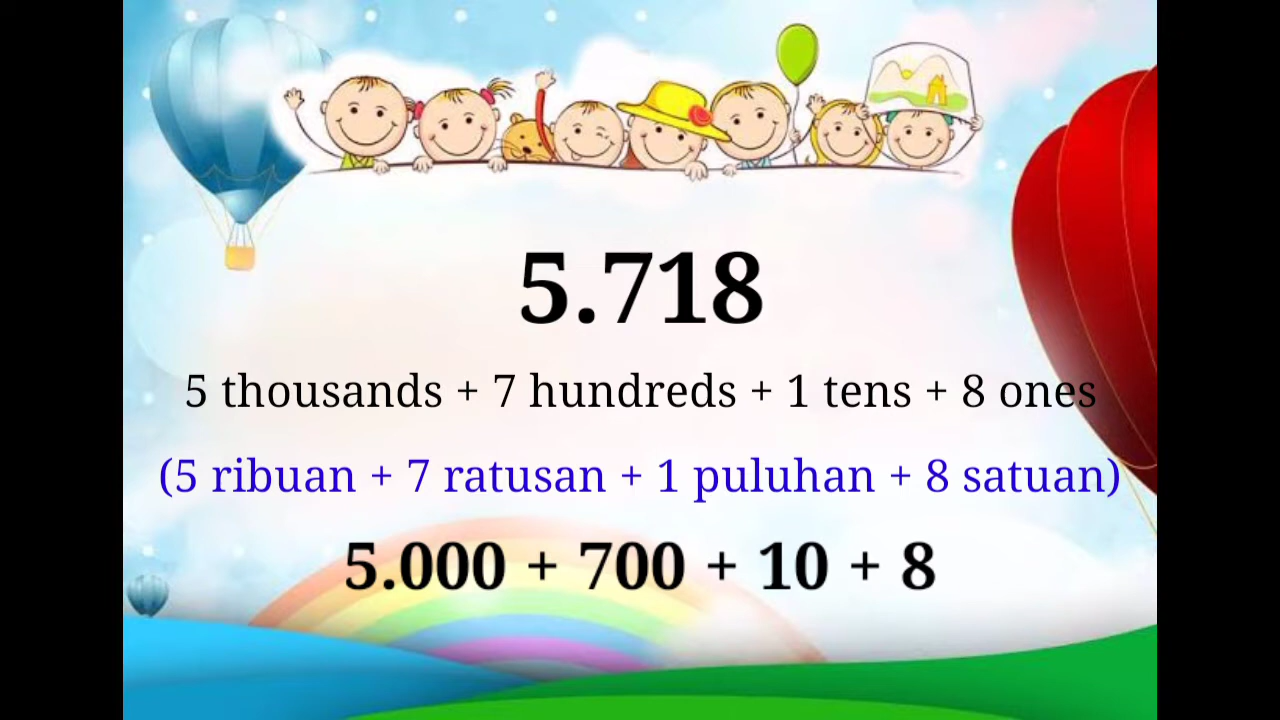 5.718
5 thousands + 7 hundreds + 1 tens + 8 ones
(5 ribuan + 7 ratusan + 1 puluhan + 8 satuan)
5.000 + 700 + 10 + 8